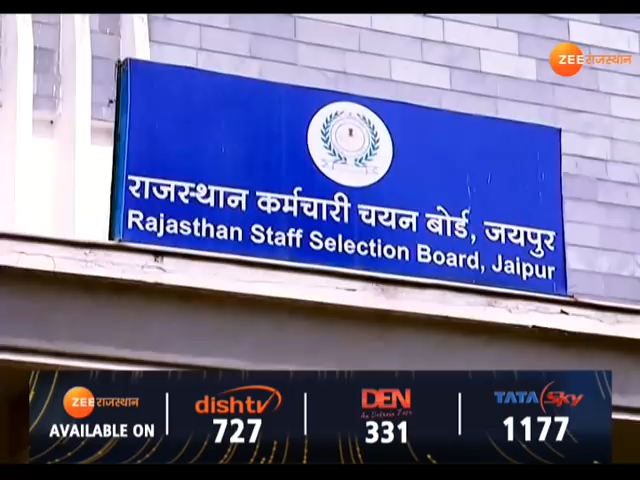 ZEE राजस्थान
राजस्थान कर्मचारी चयन बोर्ड, जयपुर
Rajasthan Staff Selection Board, Jaipur
ZEE राजस्थान
AVAILABLE ON
dishtv
727
DEN
331
TATA Sky
1177